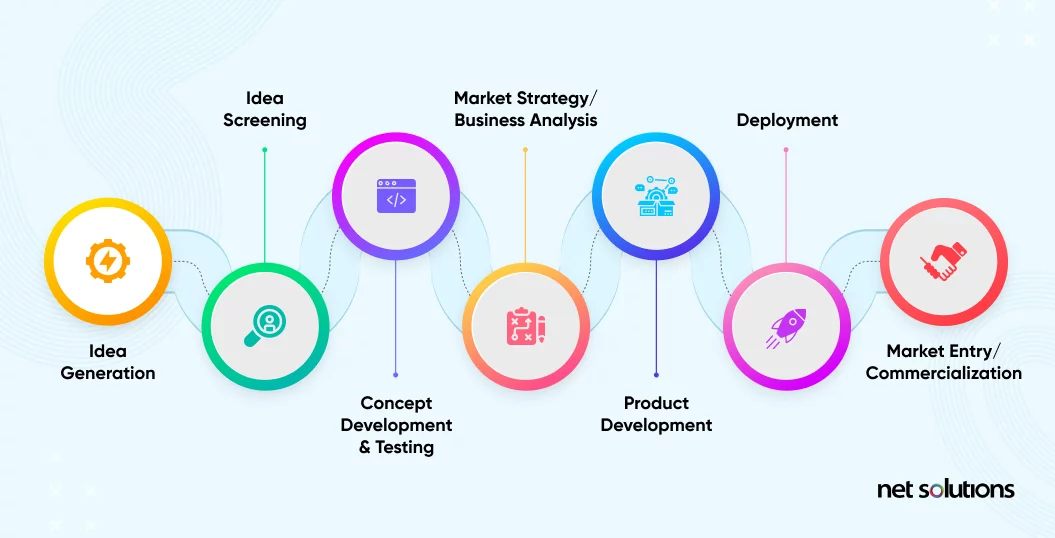 Idea
Generation
Idea
Screening
Concept
Development
& Testing
Market Strategy/
Business Analysis
Product
Development
Deployment
Market Entry/
Commercialization
net solutions